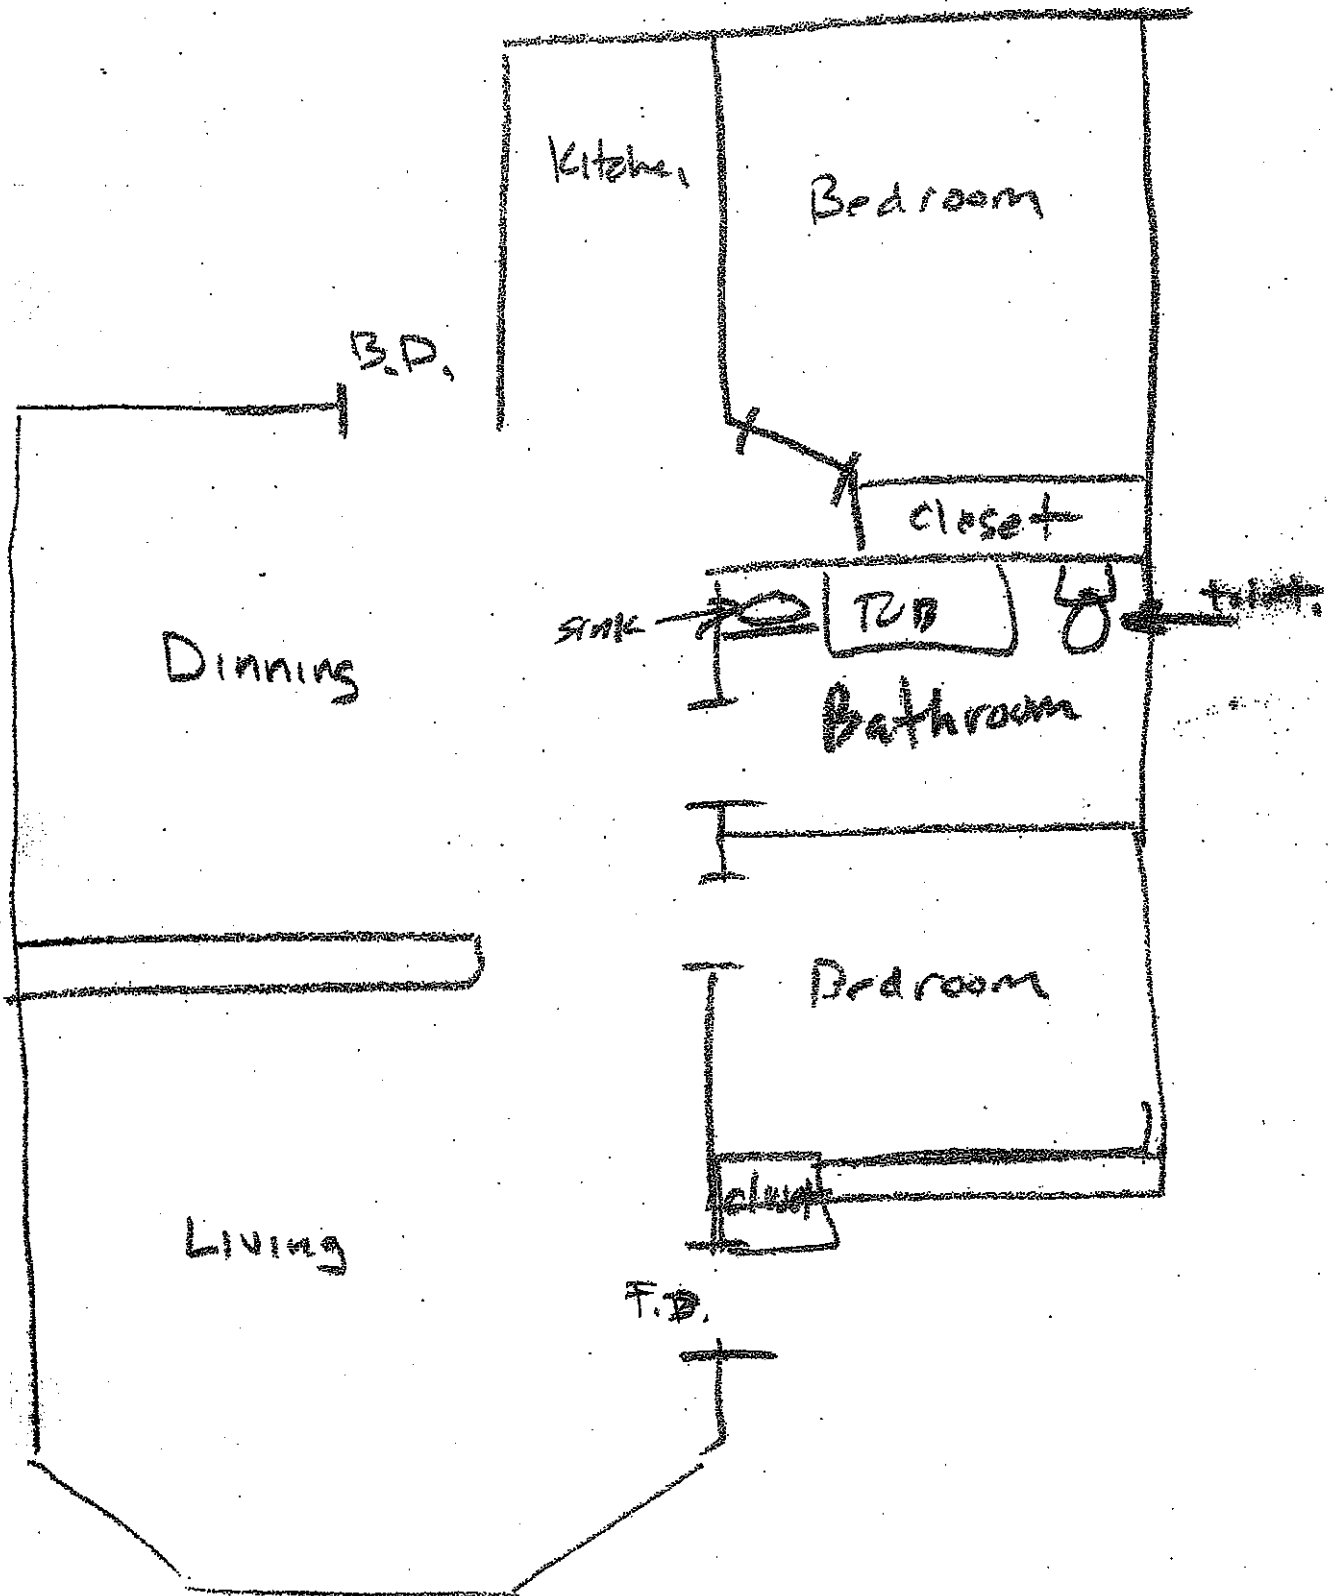 Kitchen
Bedroom
B.D.
closet
sink
TUB
toilet.
Dinning
Bathroom
Bedroom
closet
Living
F.D.